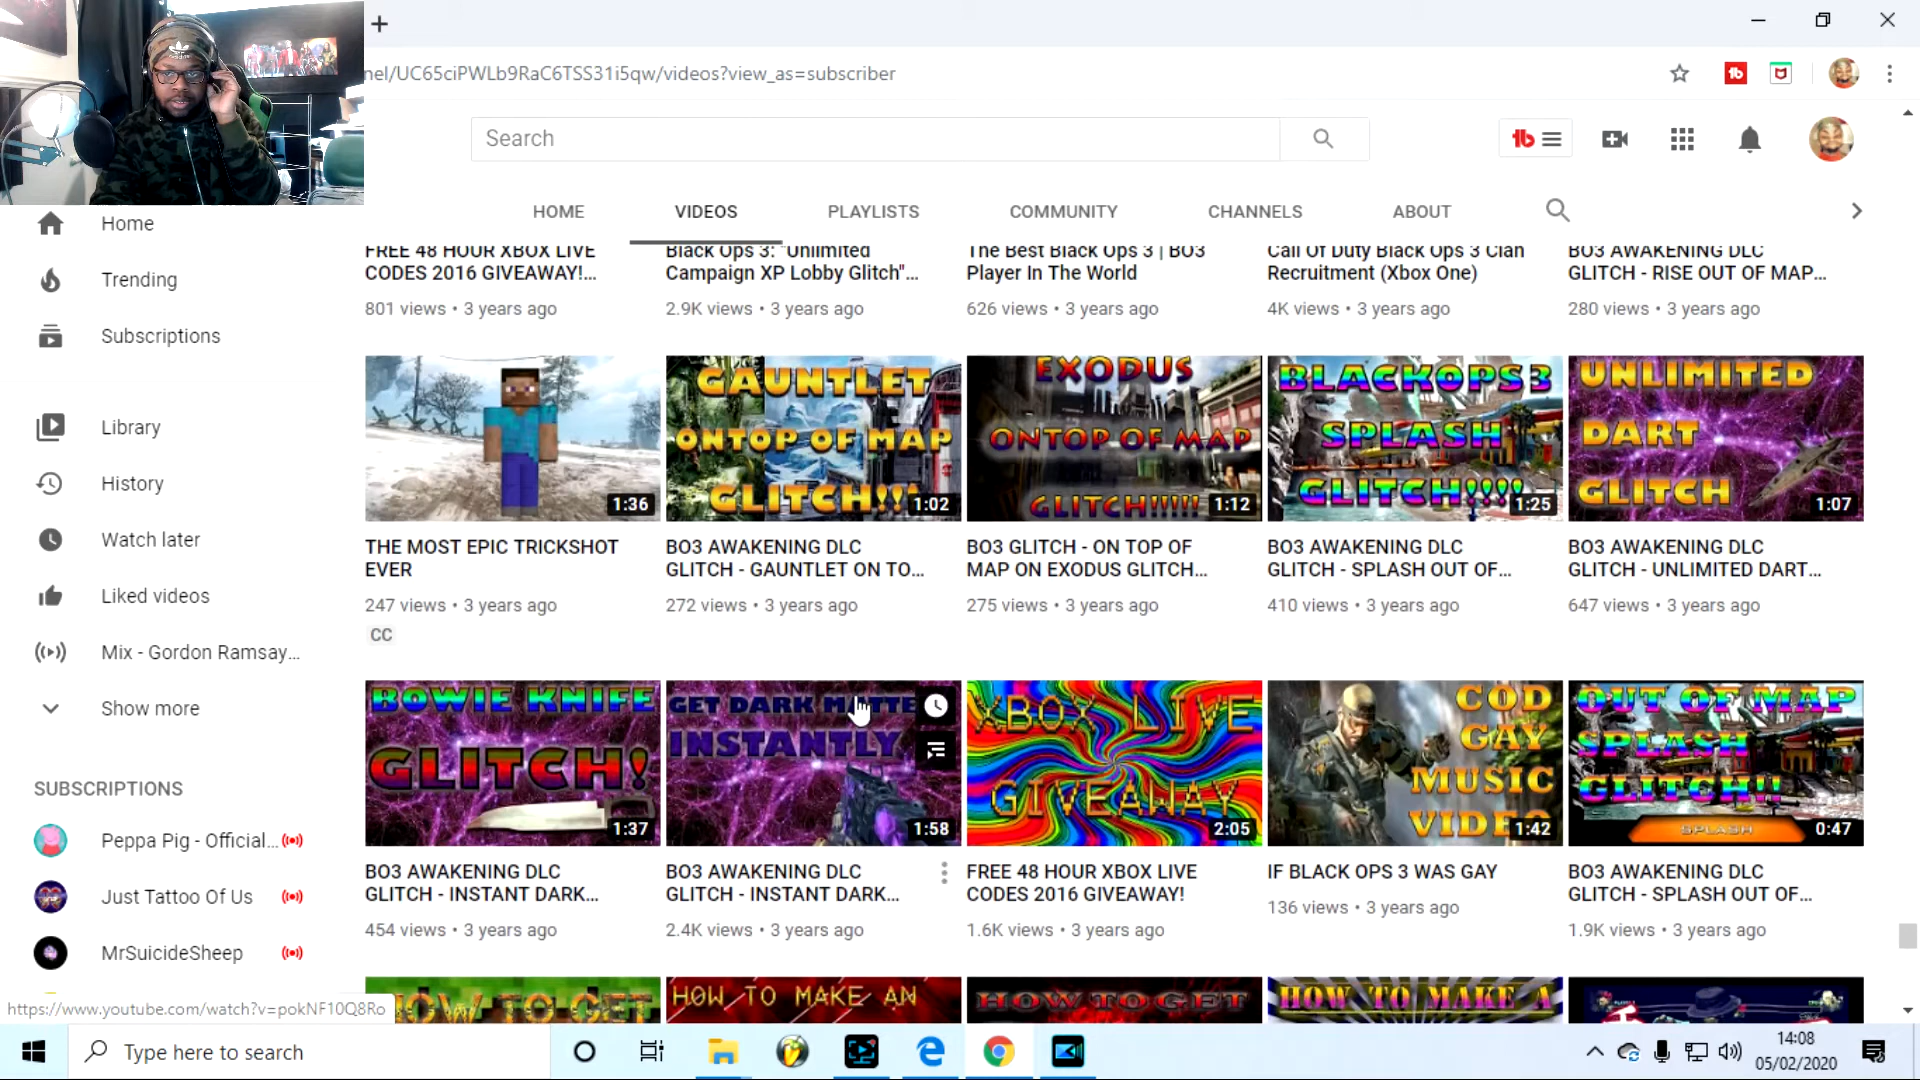 nel/UC65ciPWLb9RaC6TSS31i5qw/videos?view_as=subscriber
Search
HOME VIDEOS PLAYLISTS COMMUNITY CHANNELS ABOUT
Home
Trending
Subscriptions
Library
History
Watch later
Liked videos
Mix - Gordon Ramsay...
Show more
SUBSCRIPTIONS
Peppa Pig - Official...
Just Tattoo Of Us
MrSuicideSheep
FREE 48 HOUR XBOX LIVE
CODES 2016 GIVEAWAY!...
801 views • 3 years ago
Black Ops 3: "Unlimited
Campaign XP Lobby Glitch"...
2.9K views • 3 years ago
The Best Black Ops 3 | BO3
Player In The World
626 views • 3 years ago
Call Of Duty Black Ops 3 Clan
Recruitment (Xbox One)
4K views • 3 years ago
BO3 AWAKENING DLC
GLITCH - RISE OUT OF MAP...
280 views • 3 years ago
1:36
THE MOST EPIC TRICKSHOT
EVER
247 views • 3 years ago
CC
GAUNTLET
ONTOP OF MAP
GLITCH!!!
1:02
BO3 AWAKENING DLC
GLITCH - GAUNTLET ON TO...
272 views • 3 years ago
EXODUS
ONTOP OF MAP
GLITCH!!!!!
1:12
BO3 GLITCH - ON TOP OF
MAP ON EXODUS GLITCH...
275 views • 3 years ago
BLACKOPS 3
SPLASH
GLITCH!!!!
1:25
BO3 AWAKENING DLC
GLITCH - SPLASH OUT OF...
410 views • 3 years ago
UNLIMITED
DART
GLITCH
1:07
BO3 AWAKENING DLC
GLITCH - UNLIMITED DART...
647 views • 3 years ago
BOWIE KNIFE
GLITCH!
1:37
BO3 AWAKENING DLC
GLITCH - INSTANT DARK...
454 views • 3 years ago
GET DARK MATTE
INSTANTLY
1:58
BO3 AWAKENING DLC
GLITCH - INSTANT DARK...
2.4K views • 3 years ago
XBOX LIVE
GIVEAWAY
2:05
FREE 48 HOUR XBOX LIVE
CODES 2016 GIVEAWAY!
1.6K views • 3 years ago
COD
GAY
MUSIC
VIDEO
1:42
IF BLACK OPS 3 WAS GAY
136 views • 3 years ago
OUT OF MAP
SPLASH
GLITCH!!
SPLASH
0:47
BO3 AWAKENING DLC
GLITCH - SPLASH OUT OF...
1.9K views • 3 years ago
HOW TO GET
HOW TO MAKE AN
HOW TO GET
HOW TO MAKE A
https://www.youtube.com/watch?v=pokNF10Q8Ro
Type here to search
14:08
05/02/2020